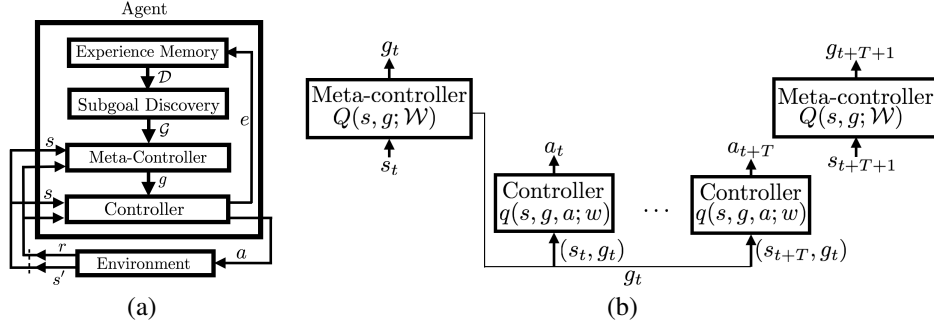 Agent
Experience Memory
𝒟
Subgoal Discovery
𝒢
e
s
Meta-Controller
g
s
Controller
r
a
Environment
s′
(a)
g_t
Meta-controller
Q(s, g; 𝒲)
s_t
a_t
Controller
q(s, g, a; w)
(s_t, g_t)
. . .
a_{t+T}
Controller
q(s, g, a; w)
(s_{t+T}, g_t)
g_t
g_{t+T+1}
Meta-controller
Q(s, g; 𝒲)
s_{t+T+1}
(b)